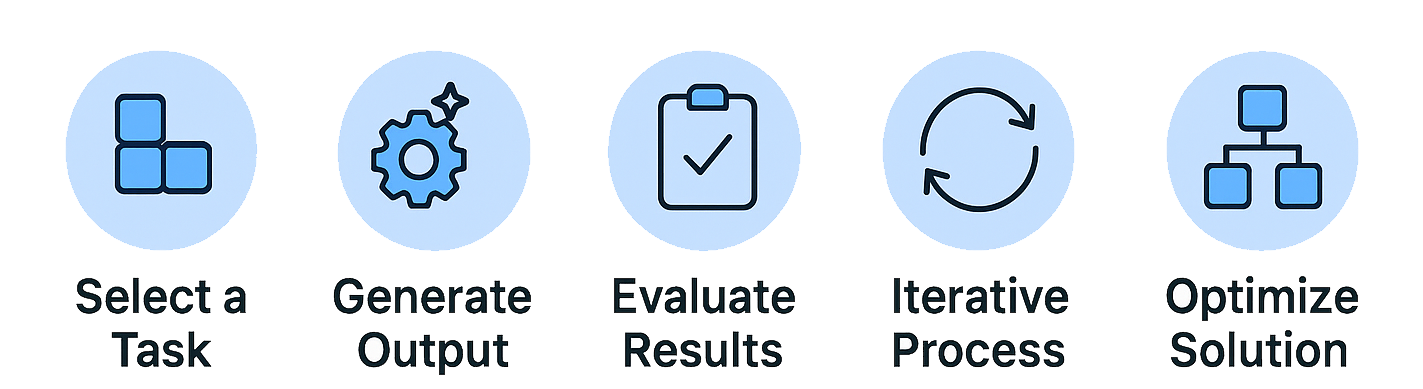 Select a
Task
Generate
Output
Evaluate
Results
Iterative
Process
Optimize
Solution